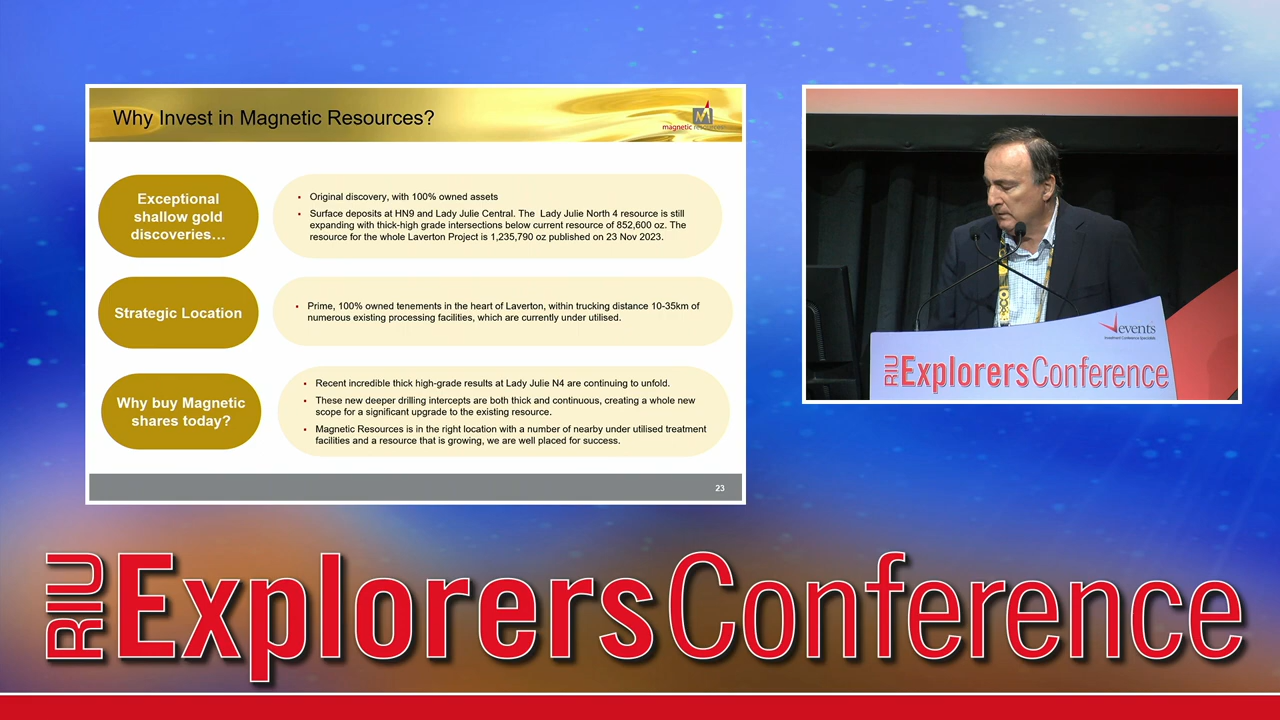 Why Invest in Magnetic Resources?
M
magnetic resources
Exceptional
shallow gold
discoveries…
• Original discovery, with 100% owned assets
• Surface deposits at HN9 and Lady Julie Central. The Lady Julie North 4 resource is still
expanding with thick-high grade intersections below current resource of 852,600 oz. The
resource for the whole Laverton Project is 1,235,790 oz published on 23 Nov 2023.
Strategic Location
• Prime, 100% owned tenements in the heart of Laverton, within trucking distance 10-35km of
numerous existing processing facilities, which are currently under utilised.
Why buy Magnetic
shares today?
• Recent incredible thick high-grade results at Lady Julie N4 are continuing to unfold.
• These new deeper drilling intercepts are both thick and continuous, creating a whole new
scope for a significant upgrade to the existing resource.
• Magnetic Resources is in the right location with a number of nearby under utilised treatment
facilities and a resource that is growing, we are well placed for success.
23
events
Investment Conference Specialists
RIU ExplorersConference
RIU ExplorersConference